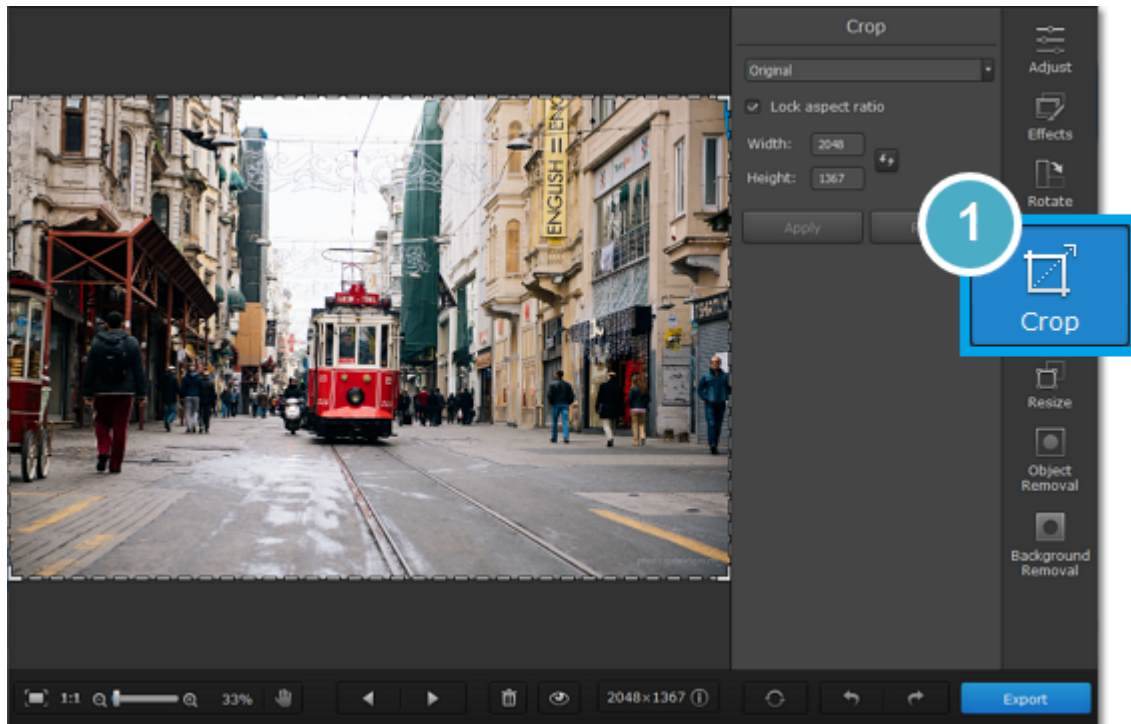 Crop
Adjust
Original
Lock aspect ratio
Effects
Width: 2048
Height: 1367
Rotate
Apply
1
Crop
ENGLISH
ENG
Resize
Object
Removal
Background
Removal
1:1
33%
2048×1367
Export